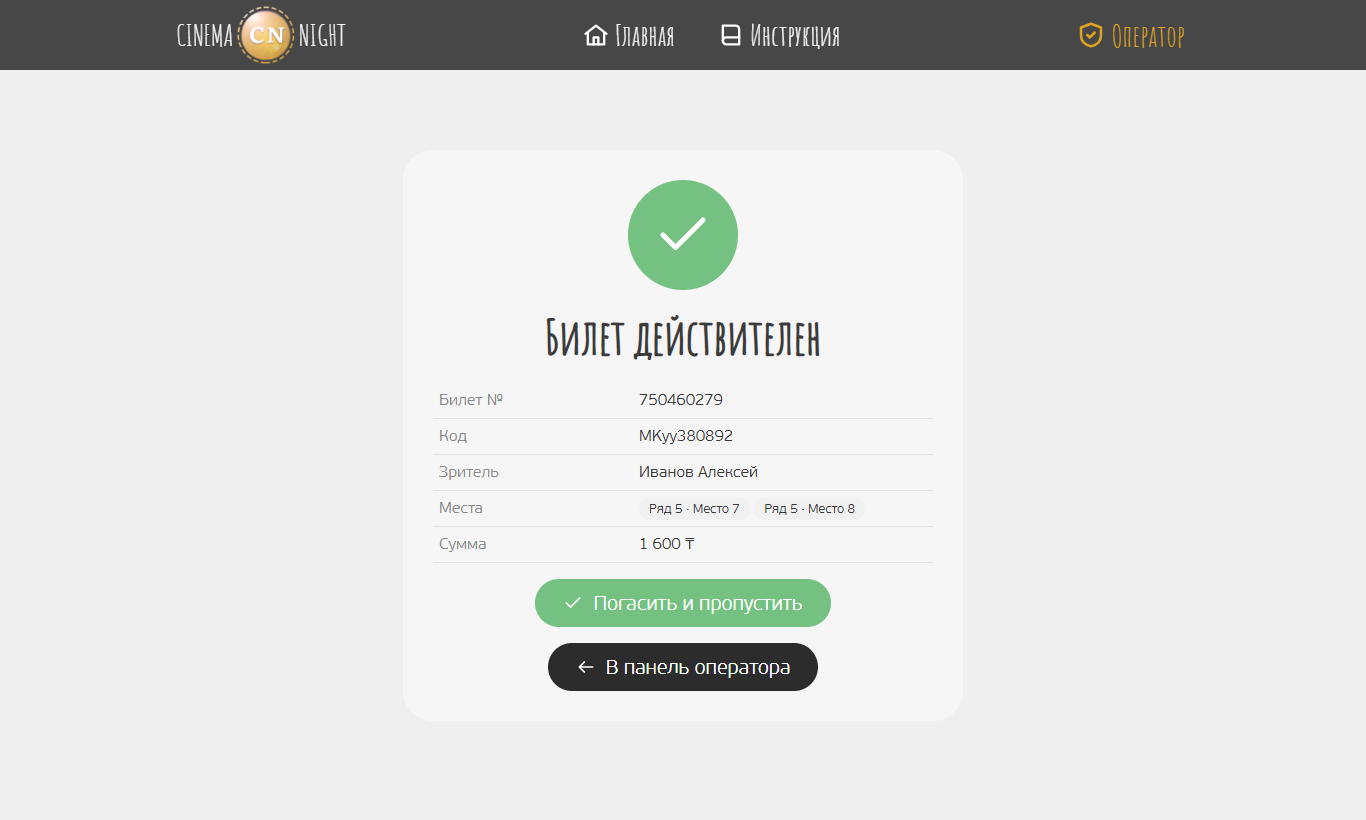 CINEMA CN NIGHT Главная Инструкция Оператор
Билет действителен
Билет № 750460279
Код MKyy380892
Зритель Иванов Алексей
Места Ряд 5 · Место 7 Ряд 5 · Место 8
Сумма 1 600 ₸
Погасить и пропустить
В панель оператора